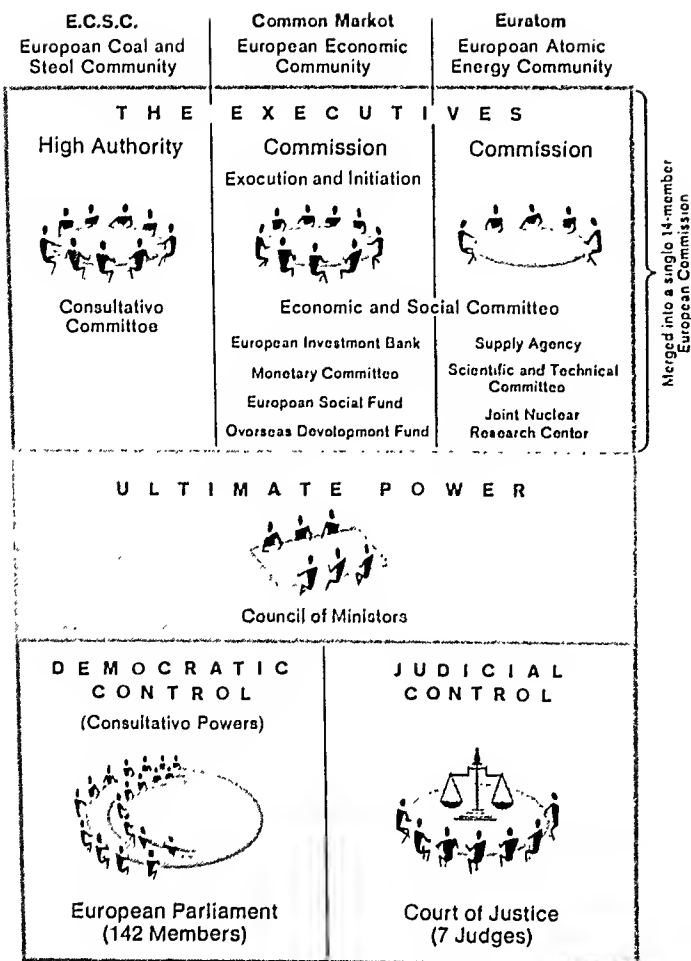 E.C.S.C.
European Coal and
Steel Community
Common Market
European Economic
Community
Euratom
European Atomic
Energy Community
THE EXECUTIVES
High Authority
Consultative
Committee
Commission
Execution and Initiation
Commission
Economic and Social Committee
European Investment Bank
Monetary Committee
European Social Fund
Overseas Development Fund
Supply Agency
Scientific and Technical
Committee
Joint Nuclear
Research Center
Merged into a single 14-member
European Commission
ULTIMATE POWER
Council of Ministers
DEMOCRATIC
CONTROL
(Consultative Powers)
European Parliament
(142 Members)
JUDICIAL
CONTROL
Court of Justice
(7 Judges)